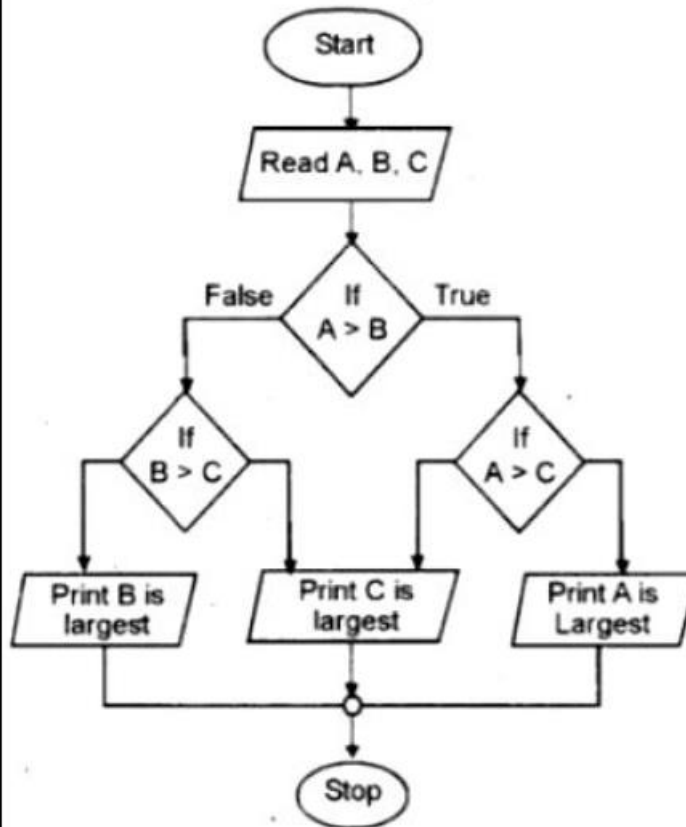 Start
Read A, B, C
False
If
A > B
True
If
B > C
If
A > C
Print B is
largest
Print C is
largest
Print A is
Largest
Stop